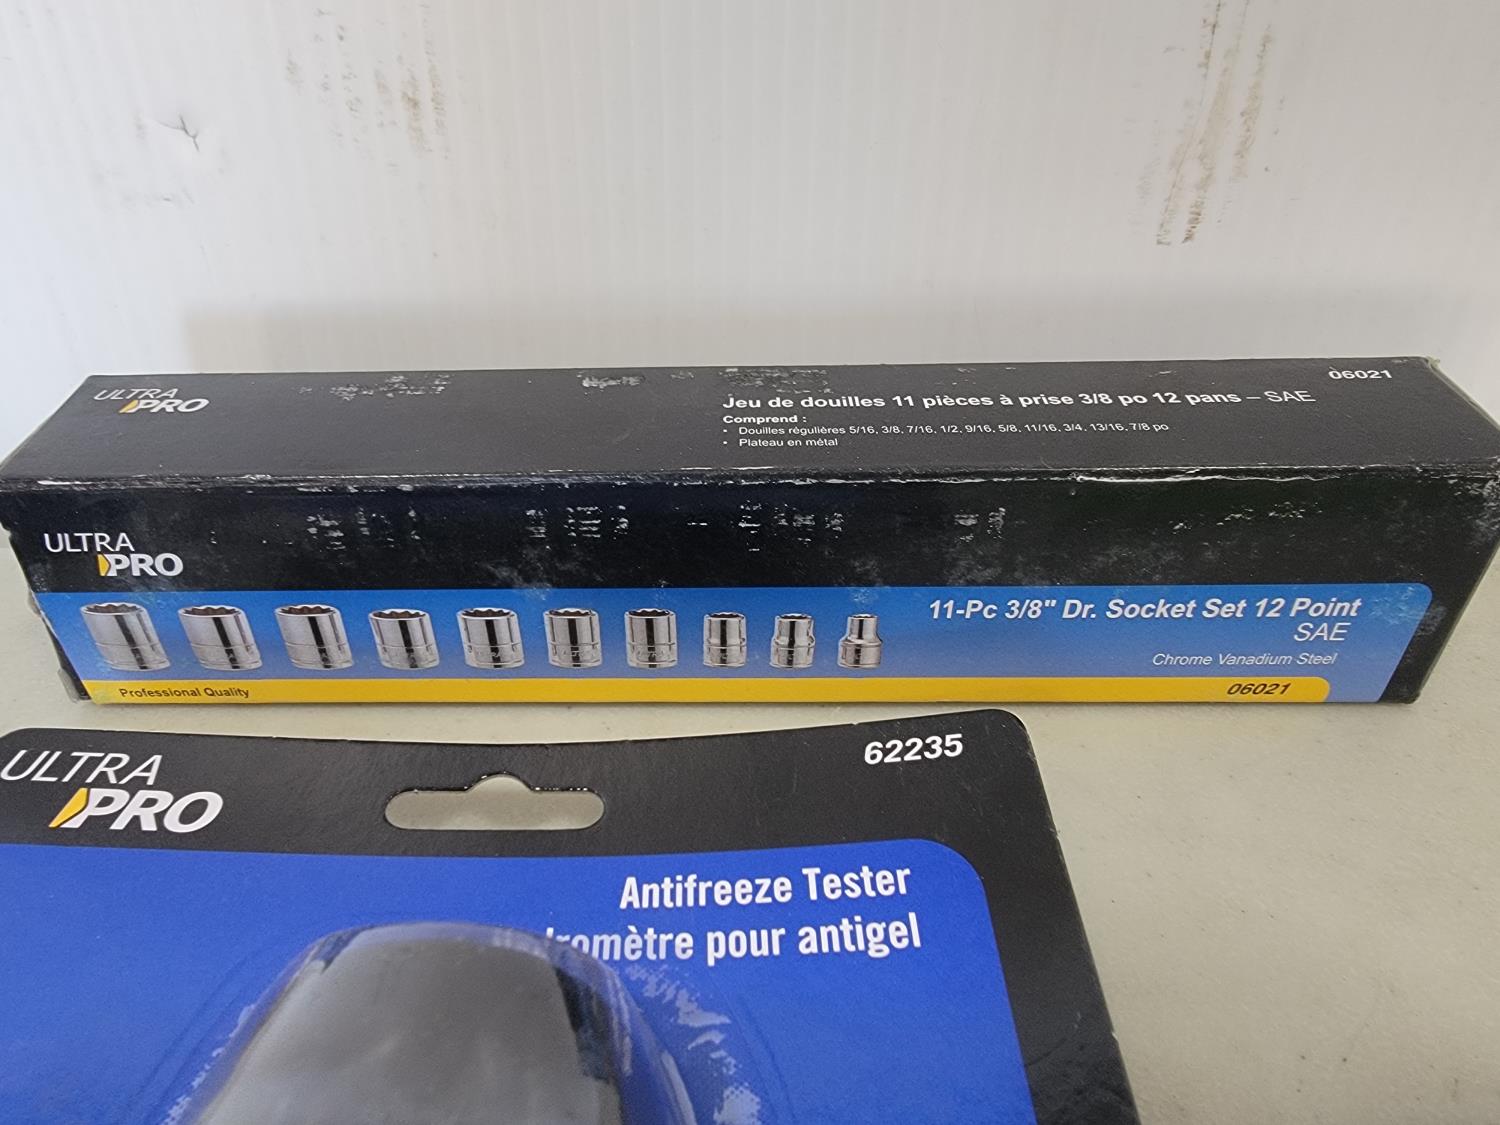 ULTRA
PRO
06021
Jeu de douilles 11 pièces à prise 3/8 po 12 pans – SAE
Comprend :
• Douilles régulières 5/16, 3/8, 7/16, 1/2, 9/16, 5/8, 11/16, 3/4, 13/16, 7/8 po
• Plateau en métal
ULTRA
PRO
11-Pc 3/8" Dr. Socket Set 12 Point
SAE
Chrome Vanadium Steel
Professional Quality
06021
ULTRA
PRO
62235
Antifreeze Tester
pour antigel